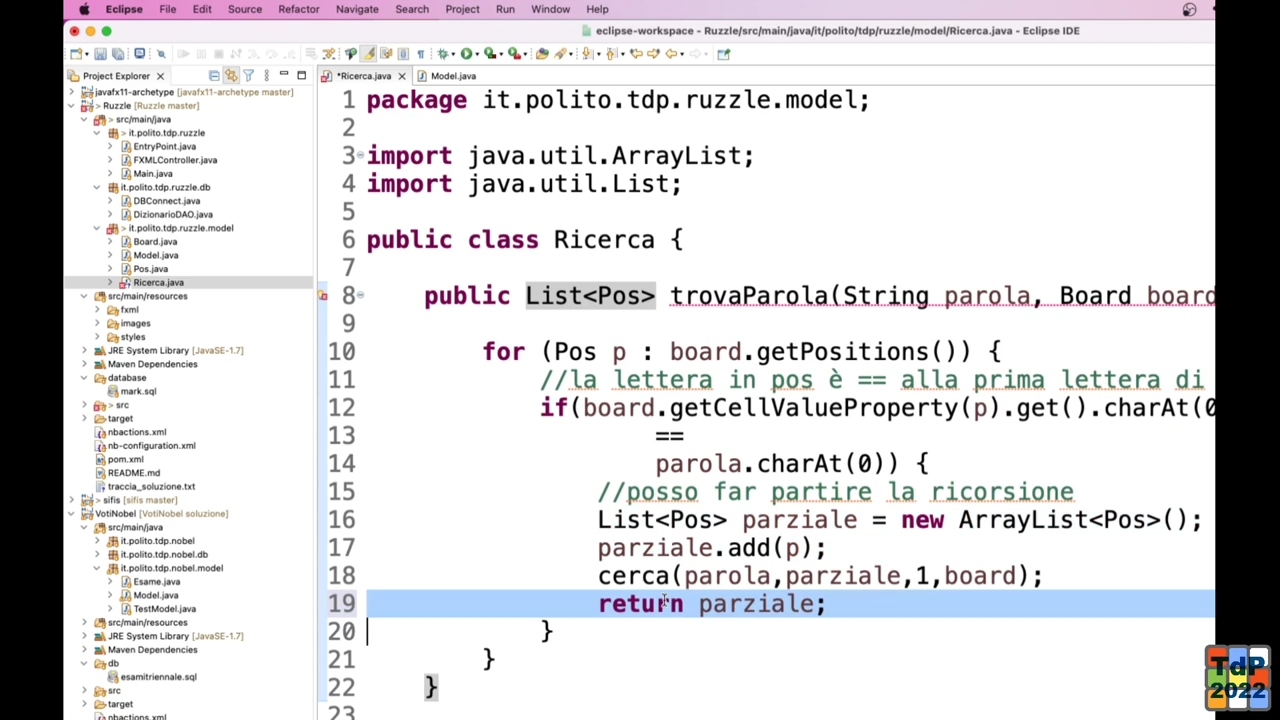 Eclipse File Edit Source Refactor Navigate Search Project Run Window Help
eclipse-workspace - Ruzzle/src/main/java/it/polito/tdp/ruzzle/model/Ricerca.java - Eclipse IDE
Project Explorer
*Ricerca.java
Model.java
javafx11-archetype [javafx11-archetype master]
> Ruzzle [Ruzzle master]
> src/main/java
> it.polito.tdp.ruzzle
EntryPoint.java
FXMLController.java
Main.java
it.polito.tdp.ruzzle.db
DBConnect.java
DizionarioDAO.java
> it.polito.tdp.ruzzle.model
Board.java
Model.java
Pos.java
Ricerca.java
src/main/resources
fxml
images
styles
JRE System Library [JavaSE-1.7]
Maven Dependencies
database
mark.sql
> src
target
nbactions.xml
nb-configuration.xml
pom.xml
README.md
traccia_soluzione.txt
sifis [sifis master]
VotiNobel [VotiNobel soluzione]
src/main/java
it.polito.tdp.nobel
it.polito.tdp.nobel.db
it.polito.tdp.nobel.model
Esame.java
Model.java
TestModel.java
src/main/resources
JRE System Library [JavaSE-1.7]
Maven Dependencies
db
esamitriennale.sql
src
target
nbactions.xml
1 package it.polito.tdp.ruzzle.model;
2
3 import java.util.ArrayList;
4 import java.util.List;
5
6 public class Ricerca {
7
8 public List<Pos> trovaParola(String parola, Board board
9
10 for (Pos p : board.getPositions()) {
11 //la lettera in pos è == alla prima lettera di
12 if(board.getCellValueProperty(p).get().charAt(0
13 ==
14 parola.charAt(0)) {
15 //posso far partire la ricorsione
16 List<Pos> parziale = new ArrayList<Pos>();
17 parziale.add(p);
18 cerca(parola,parziale,1,board);
19 return parziale;
20 }
21 }
22 }
23
TdP
2022